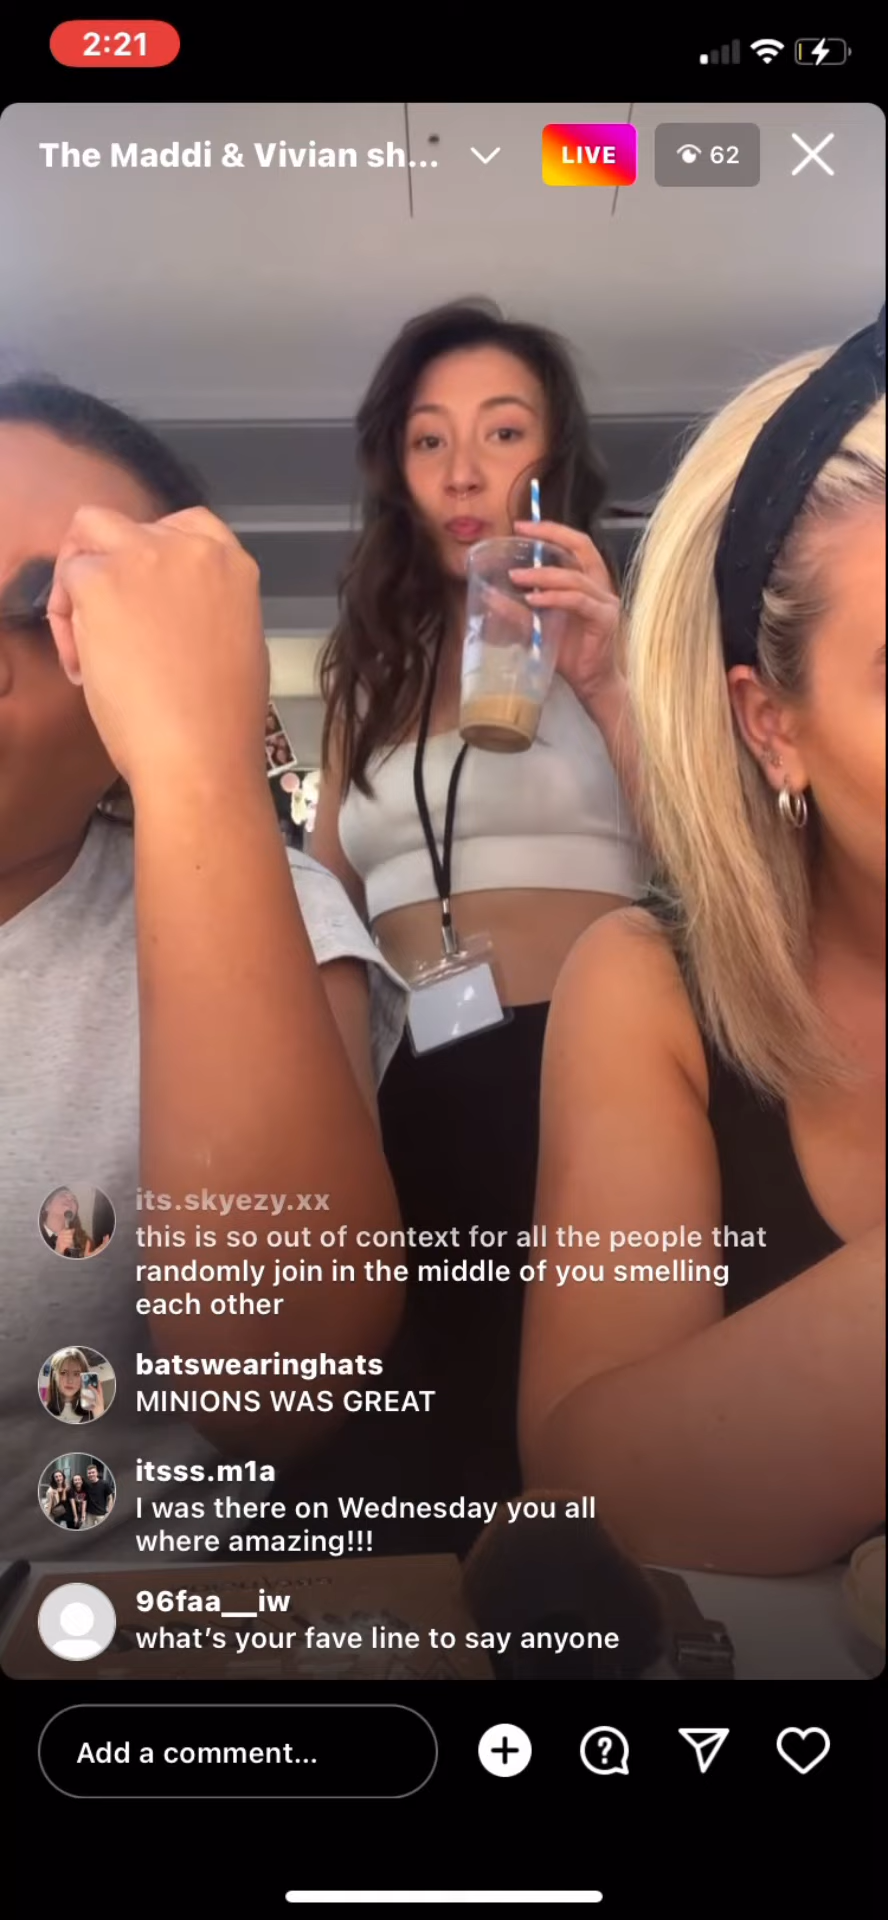 2:21
The Maddi & Vivian sh...
LIVE
62
its.skyezy.xx
this is so out of context for all the people that
randomly join in the middle of you smelling
each other
batswearinghats
MINIONS WAS GREAT
itsss.m1a
I was there on Wednesday you all
where amazing!!!
96faa__iw
what's your fave line to say anyone
Add a comment...